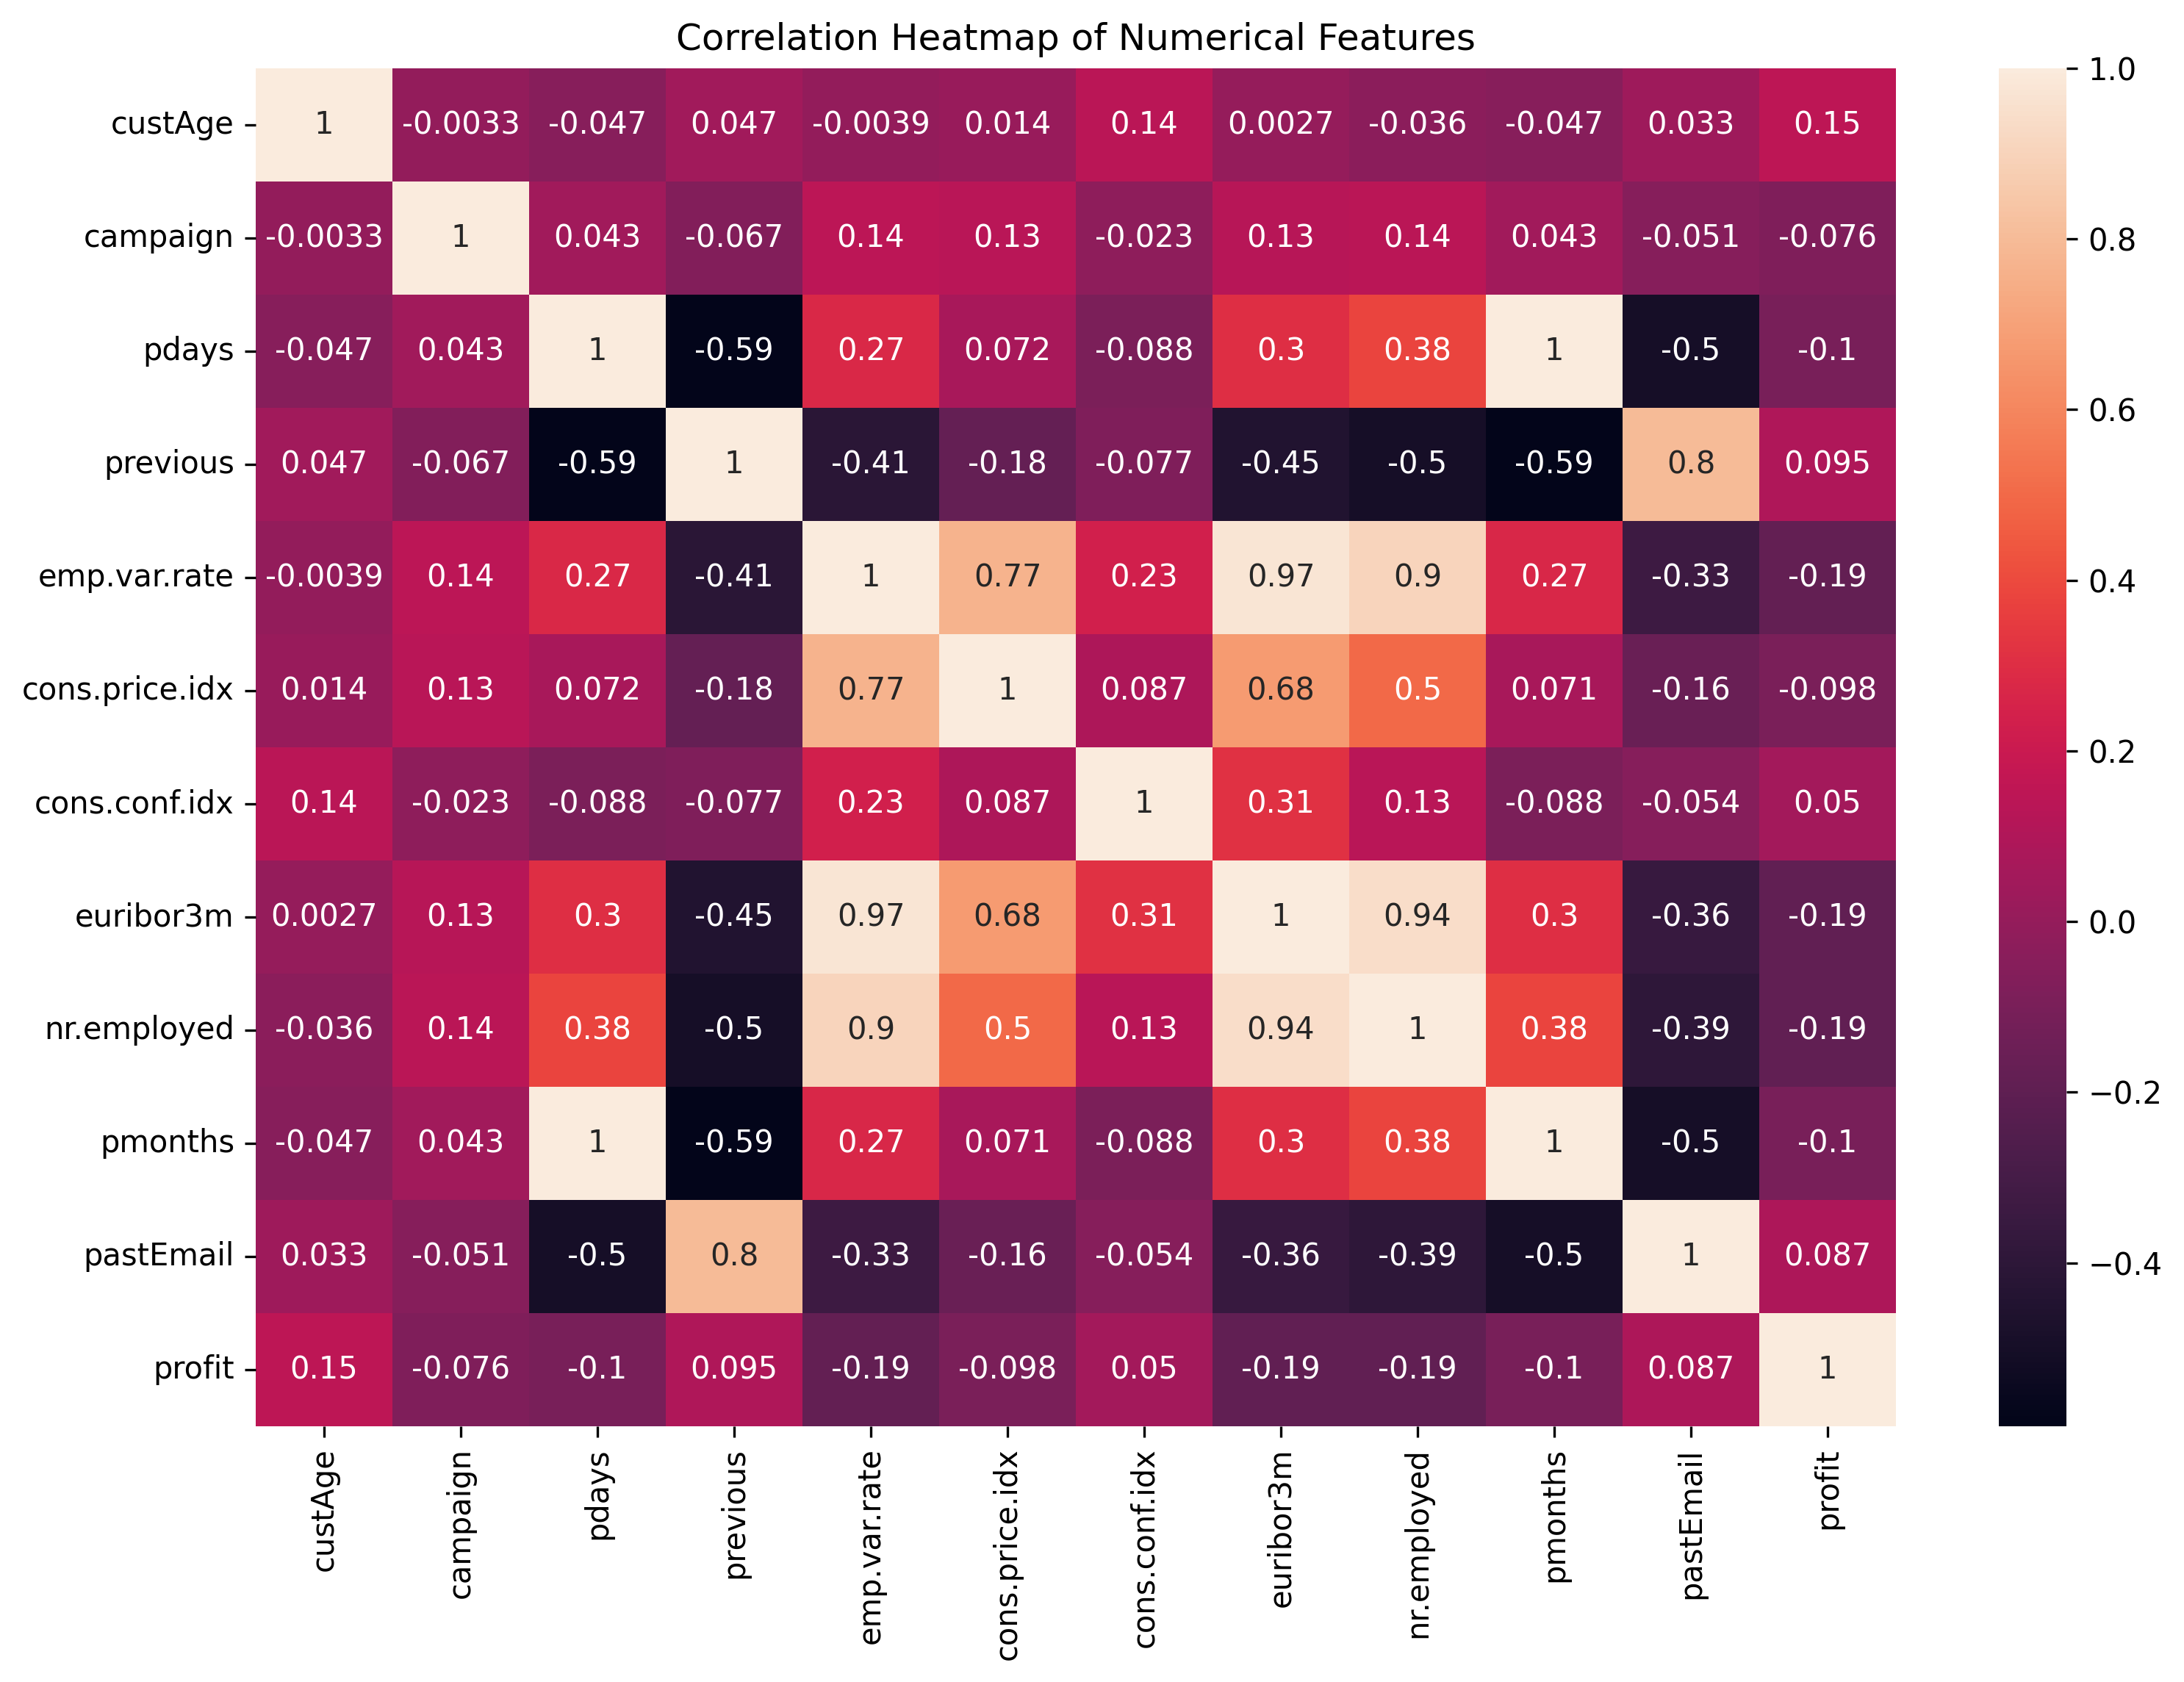 Correlation Heatmap of Numerical Features
custAge 1 -0.0033 -0.047 0.047 -0.0039 0.014 0.14 0.0027 -0.036 -0.047 0.033 0.15
campaign -0.0033 1 0.043 -0.067 0.14 0.13 -0.023 0.13 0.14 0.043 -0.051 -0.076
pdays -0.047 0.043 1 -0.59 0.27 0.072 -0.088 0.3 0.38 1 -0.5 -0.1
previous 0.047 -0.067 -0.59 1 -0.41 -0.18 -0.077 -0.45 -0.5 -0.59 0.8 0.095
emp.var.rate -0.0039 0.14 0.27 -0.41 1 0.77 0.23 0.97 0.9 0.27 -0.33 -0.19
cons.price.idx 0.014 0.13 0.072 -0.18 0.77 1 0.087 0.68 0.5 0.071 -0.16 -0.098
cons.conf.idx 0.14 -0.023 -0.088 -0.077 0.23 0.087 1 0.31 0.13 -0.088 -0.054 0.05
euribor3m 0.0027 0.13 0.3 -0.45 0.97 0.68 0.31 1 0.94 0.3 -0.36 -0.19
nr.employed -0.036 0.14 0.38 -0.5 0.9 0.5 0.13 0.94 1 0.38 -0.39 -0.19
pmonths -0.047 0.043 1 -0.59 0.27 0.071 -0.088 0.3 0.38 1 -0.5 -0.1
pastEmail 0.033 -0.051 -0.5 0.8 -0.33 -0.16 -0.054 -0.36 -0.39 -0.5 1 0.087
profit 0.15 -0.076 -0.1 0.095 -0.19 -0.098 0.05 -0.19 -0.19 -0.1 0.087 1
custAge
campaign
pdays
previous
emp.var.rate
cons.price.idx
cons.conf.idx
euribor3m
nr.employed
pmonths
pastEmail
profit
1.0
0.8
0.6
0.4
0.2
0.0
−0.2
−0.4